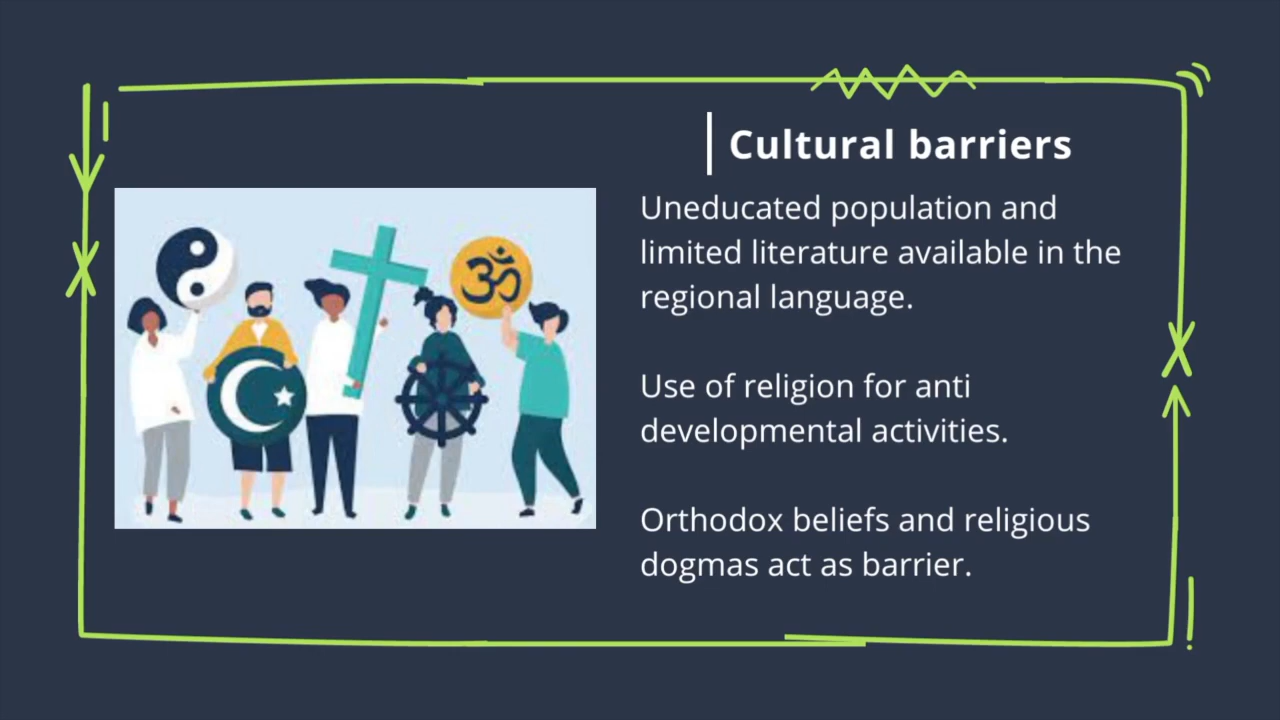 Cultural barriers
Uneducated population and
limited literature available in the
regional language.
Use of religion for anti
developmental activities.
Orthodox beliefs and religious
dogmas act as barrier.
ॐ